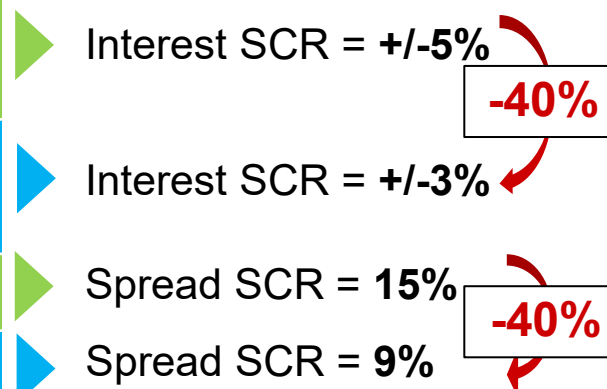 Interest SCR = +/-5%
-40%
Interest SCR = +/-3%
Spread SCR = 15%
-40%
Spread SCR = 9%